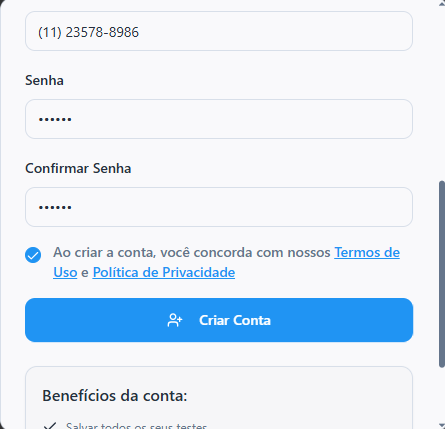 (11) 23578-8986
Senha
••••••
Confirmar Senha
••••••
Ao criar a conta, você concorda com nossos Termos de
Uso e Política de Privacidade
Criar Conta
Benefícios da conta:
Salvar todos os seus testes